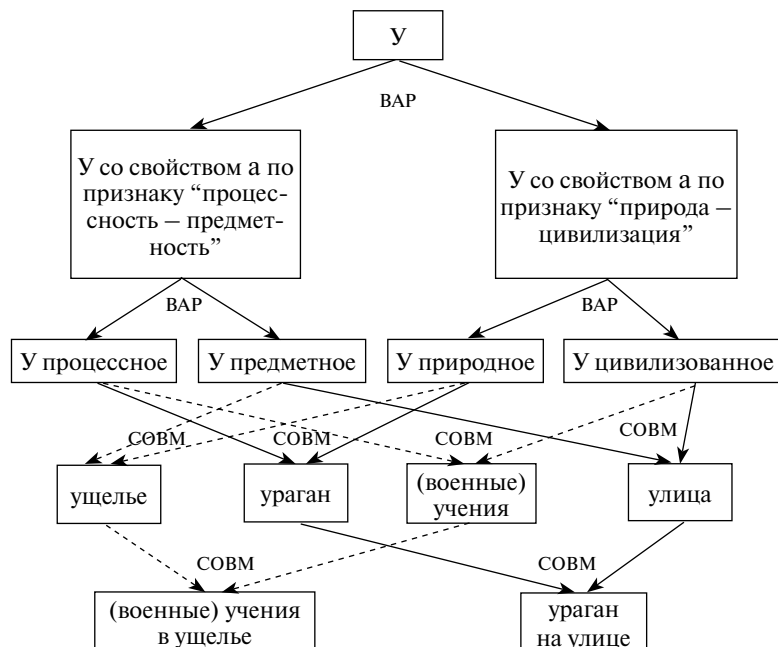 У
ВАР
У со свойством а по
признаку “процес-
сность – предмет-
ность”
У со свойством а по
признаку “природа –
цивилизация”
ВАР
ВАР
У процессное
У предметное
У природное
У цивилизованное
СОВМ
СОВМ
СОВМ
СОВМ
ущелье
ураган
(военные)
учения
улица
СОВМ
СОВМ
(военные) учения
в ущелье
ураган
на улице